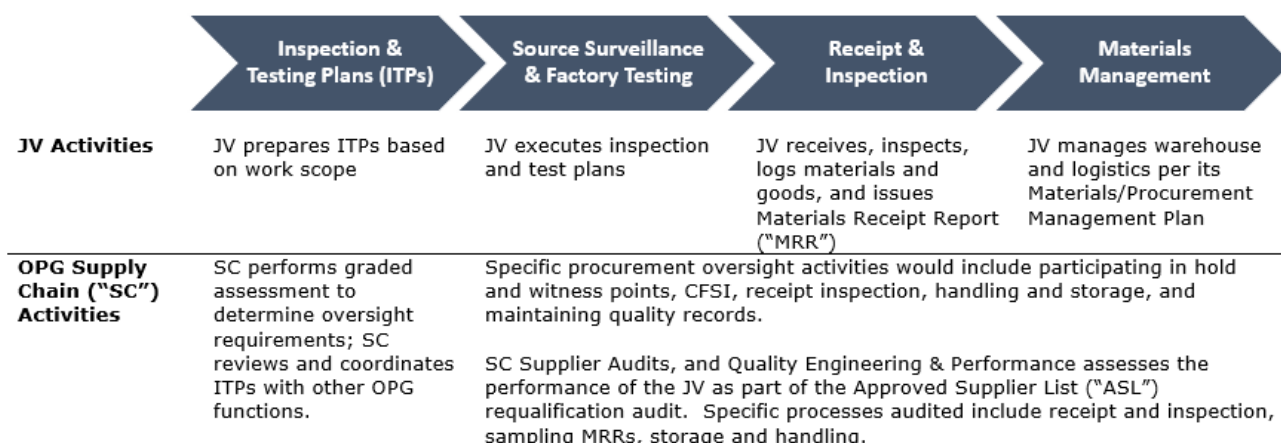 Inspection &
Testing Plans (ITPs)
Source Surveillance
& Factory Testing
Receipt &
Inspection
Materials
Management
JV Activities
JV prepares ITPs based
on work scope
JV executes inspection
and test plans
JV receives, inspects,
logs materials and
goods, and issues
Materials Receipt Report
(“MRR”)
JV manages warehouse
and logistics per its
Materials/Procurement
Management Plan
OPG Supply
Chain (“SC”)
Activities
SC performs graded
assessment to
determine oversight
requirements; SC
reviews and coordinates
ITPs with other OPG
functions.
Specific procurement oversight activities would include participating in hold
and witness points, CFSI, receipt inspection, handling and storage, and
maintaining quality records.
SC Supplier Audits, and Quality Engineering & Performance assesses the
performance of the JV as part of the Approved Supplier List (“ASL”)
requalification audit.  Specific processes audited include receipt and inspection,
sampling MRRs, storage and handling.